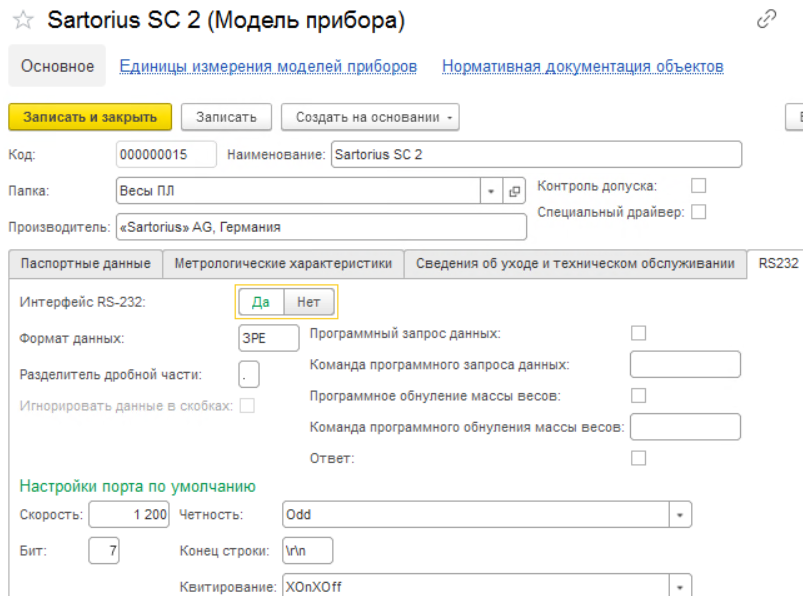 Sartorius SC 2 (Модель прибора)
Основное Единицы измерения моделей приборов Нормативная документация объектов
Записать и закрыть Записать Создать на основании
Код: 000000015 Наименование: Sartorius SC 2
Папка: Весы ПЛ Контроль допуска:
Специальный драйвер:
Производитель: «Sartorius» AG, Германия
Паспортные данные Метрологические характеристики Сведения об уходе и техническом обслуживании RS232
Интерфейс RS-232: Да Нет
Формат данных: ЗРЕ Программный запрос данных:
Команда программного запроса данных:
Разделитель дробной части: .
Программное обнуление массы весов:
Игнорировать данные в скобках:
Команда программного обнуления массы весов:
Ответ:
Настройки порта по умолчанию
Скорость: 1 200 Четность: Odd
Бит: 7 Конец строки: \r\n
Квитирование: XOnXOff